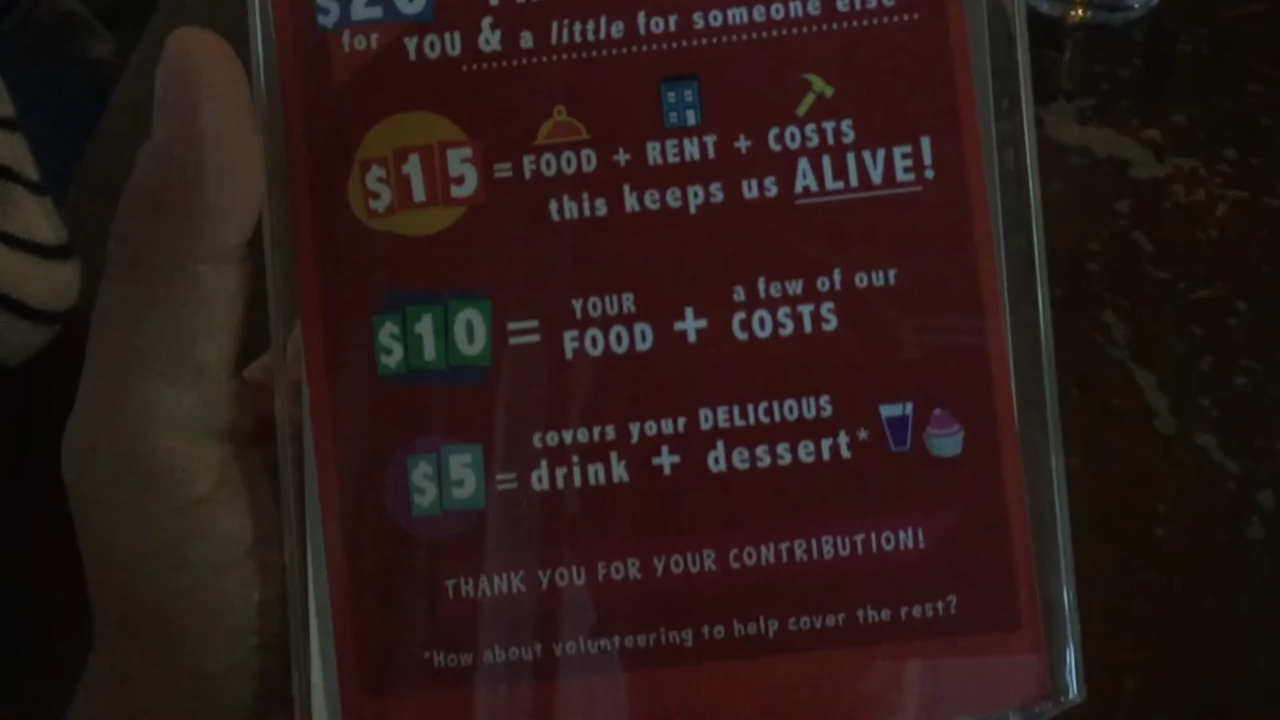 $20
for YOU & a little for someone else
$15 = FOOD + RENT + COSTS
this keeps us ALIVE!
$10 = YOUR FOOD + a few of our COSTS
covers your DELICIOUS
$5 = drink + dessert*
THANK YOU FOR YOUR CONTRIBUTION!
*How about volunteering to help cover the rest?